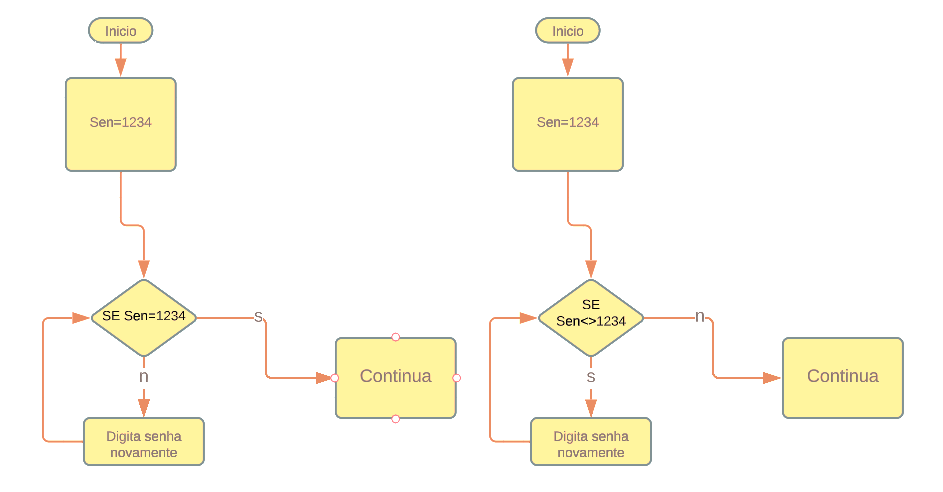 Inicio
Sen=1234
SE Sen=1234
s
n
Continua
Digita senha
novamente
Inicio
Sen=1234
SE
Sen<>1234
n
s
Continua
Digita senha
novamente